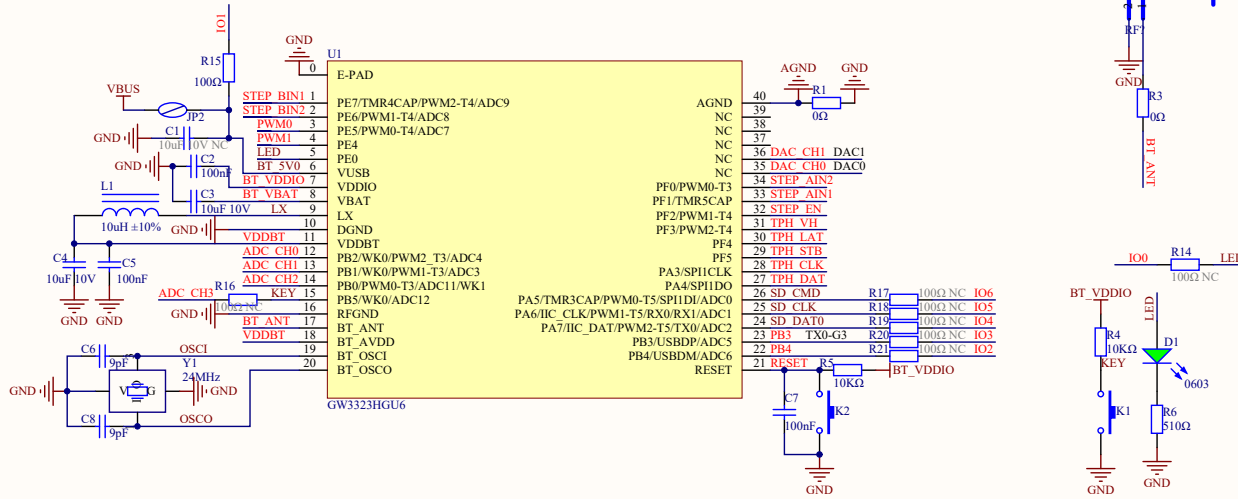 IO1
R15
100Ω
VBUS
JP2
GND
C1
10uF 10V NC
GND
C2
100nF
C3
10uF 10V
L1
10uH ±10%
GND
C4
10uF 10V
C5
100nF
GND
GND
ADC_CH3
R16
100Ω NC
KEY
GND
C6
9pF
OSCI
Y1
24MHz
GND
V
G
GND
C8
9pF
OSCO
GND
U1
0 E-PAD
STEP_BIN1 1 PE7/TMR4CAP/PWM2-T4/ADC9
STEP_BIN2 2 PE6/PWM1-T4/ADC8
PWM0 3 PE5/PWM0-T4/ADC7
PWM1 4 PE4
LED 5 PE0
BT_5V0 6 VUSB
BT_VDDIO 7 VDDIO
BT_VBAT 8 VBAT
LX 9 LX
10 DGND
VDDBT 11 VDDBT
ADC_CH0 12 PB2/WK0/PWM2_T3/ADC4
ADC_CH1 13 PB1/WK0/PWM1-T3/ADC3
ADC_CH2 14 PB0/PWM0-T3/ADC11/WK1
15 PB5/WK0/ADC12
16 RFGND
BT_ANT 17 BT_ANT
VDDBT 18 BT_AVDD
19 BT_OSCI
20 BT_OSCO
GW3323HGU6
AGND
GND
R1
0Ω
AGND 40
NC 39
NC 38
NC 37
NC 36 DAC_CH1 DAC1
NC 35 DAC_CH0 DAC0
PF0/PWM0-T3 34 STEP_AIN2
PF1/TMR5CAP 33 STEP_AIN1
PF2/PWM1-T4 32 STEP_EN
PF3/PWM2-T4 31 TPH_VH
PF4 30 TPH_LAT
PF5 29 TPH_STB
PA3/SPI1CLK 28 TPH_CLK
PA4/SPI1DO 27 TPH_DAT
PA5/TMR3CAP/PWM0-T5/SPI1DI/ADC0 26 SD_CMD R17 100Ω NC IO6
PA6/IIC_CLK/PWM1-T5/RX0/RX1/ADC1 25 SD_CLK R18 100Ω NC IO5
PA7/IIC_DAT/PWM2-T5/TX0/ADC2 24 SD_DAT0 R19 100Ω NC IO4
PB3/USBDP/ADC5 23 PB3 TX0-G3 R20 100Ω NC IO3
PB4/USBDM/ADC6 22 PB4 R21 100Ω NC IO2
RESET 21 RESET
R5
10KΩ
BT_VDDIO
C7
100nF
K2
GND
RF?
GND
R3
0Ω
BT_ANT
IO0
R14
100Ω NC
BT_VDDIO
R4
10KΩ
KEY
K1
GND
LED
D1
0603
R6
510Ω
GND